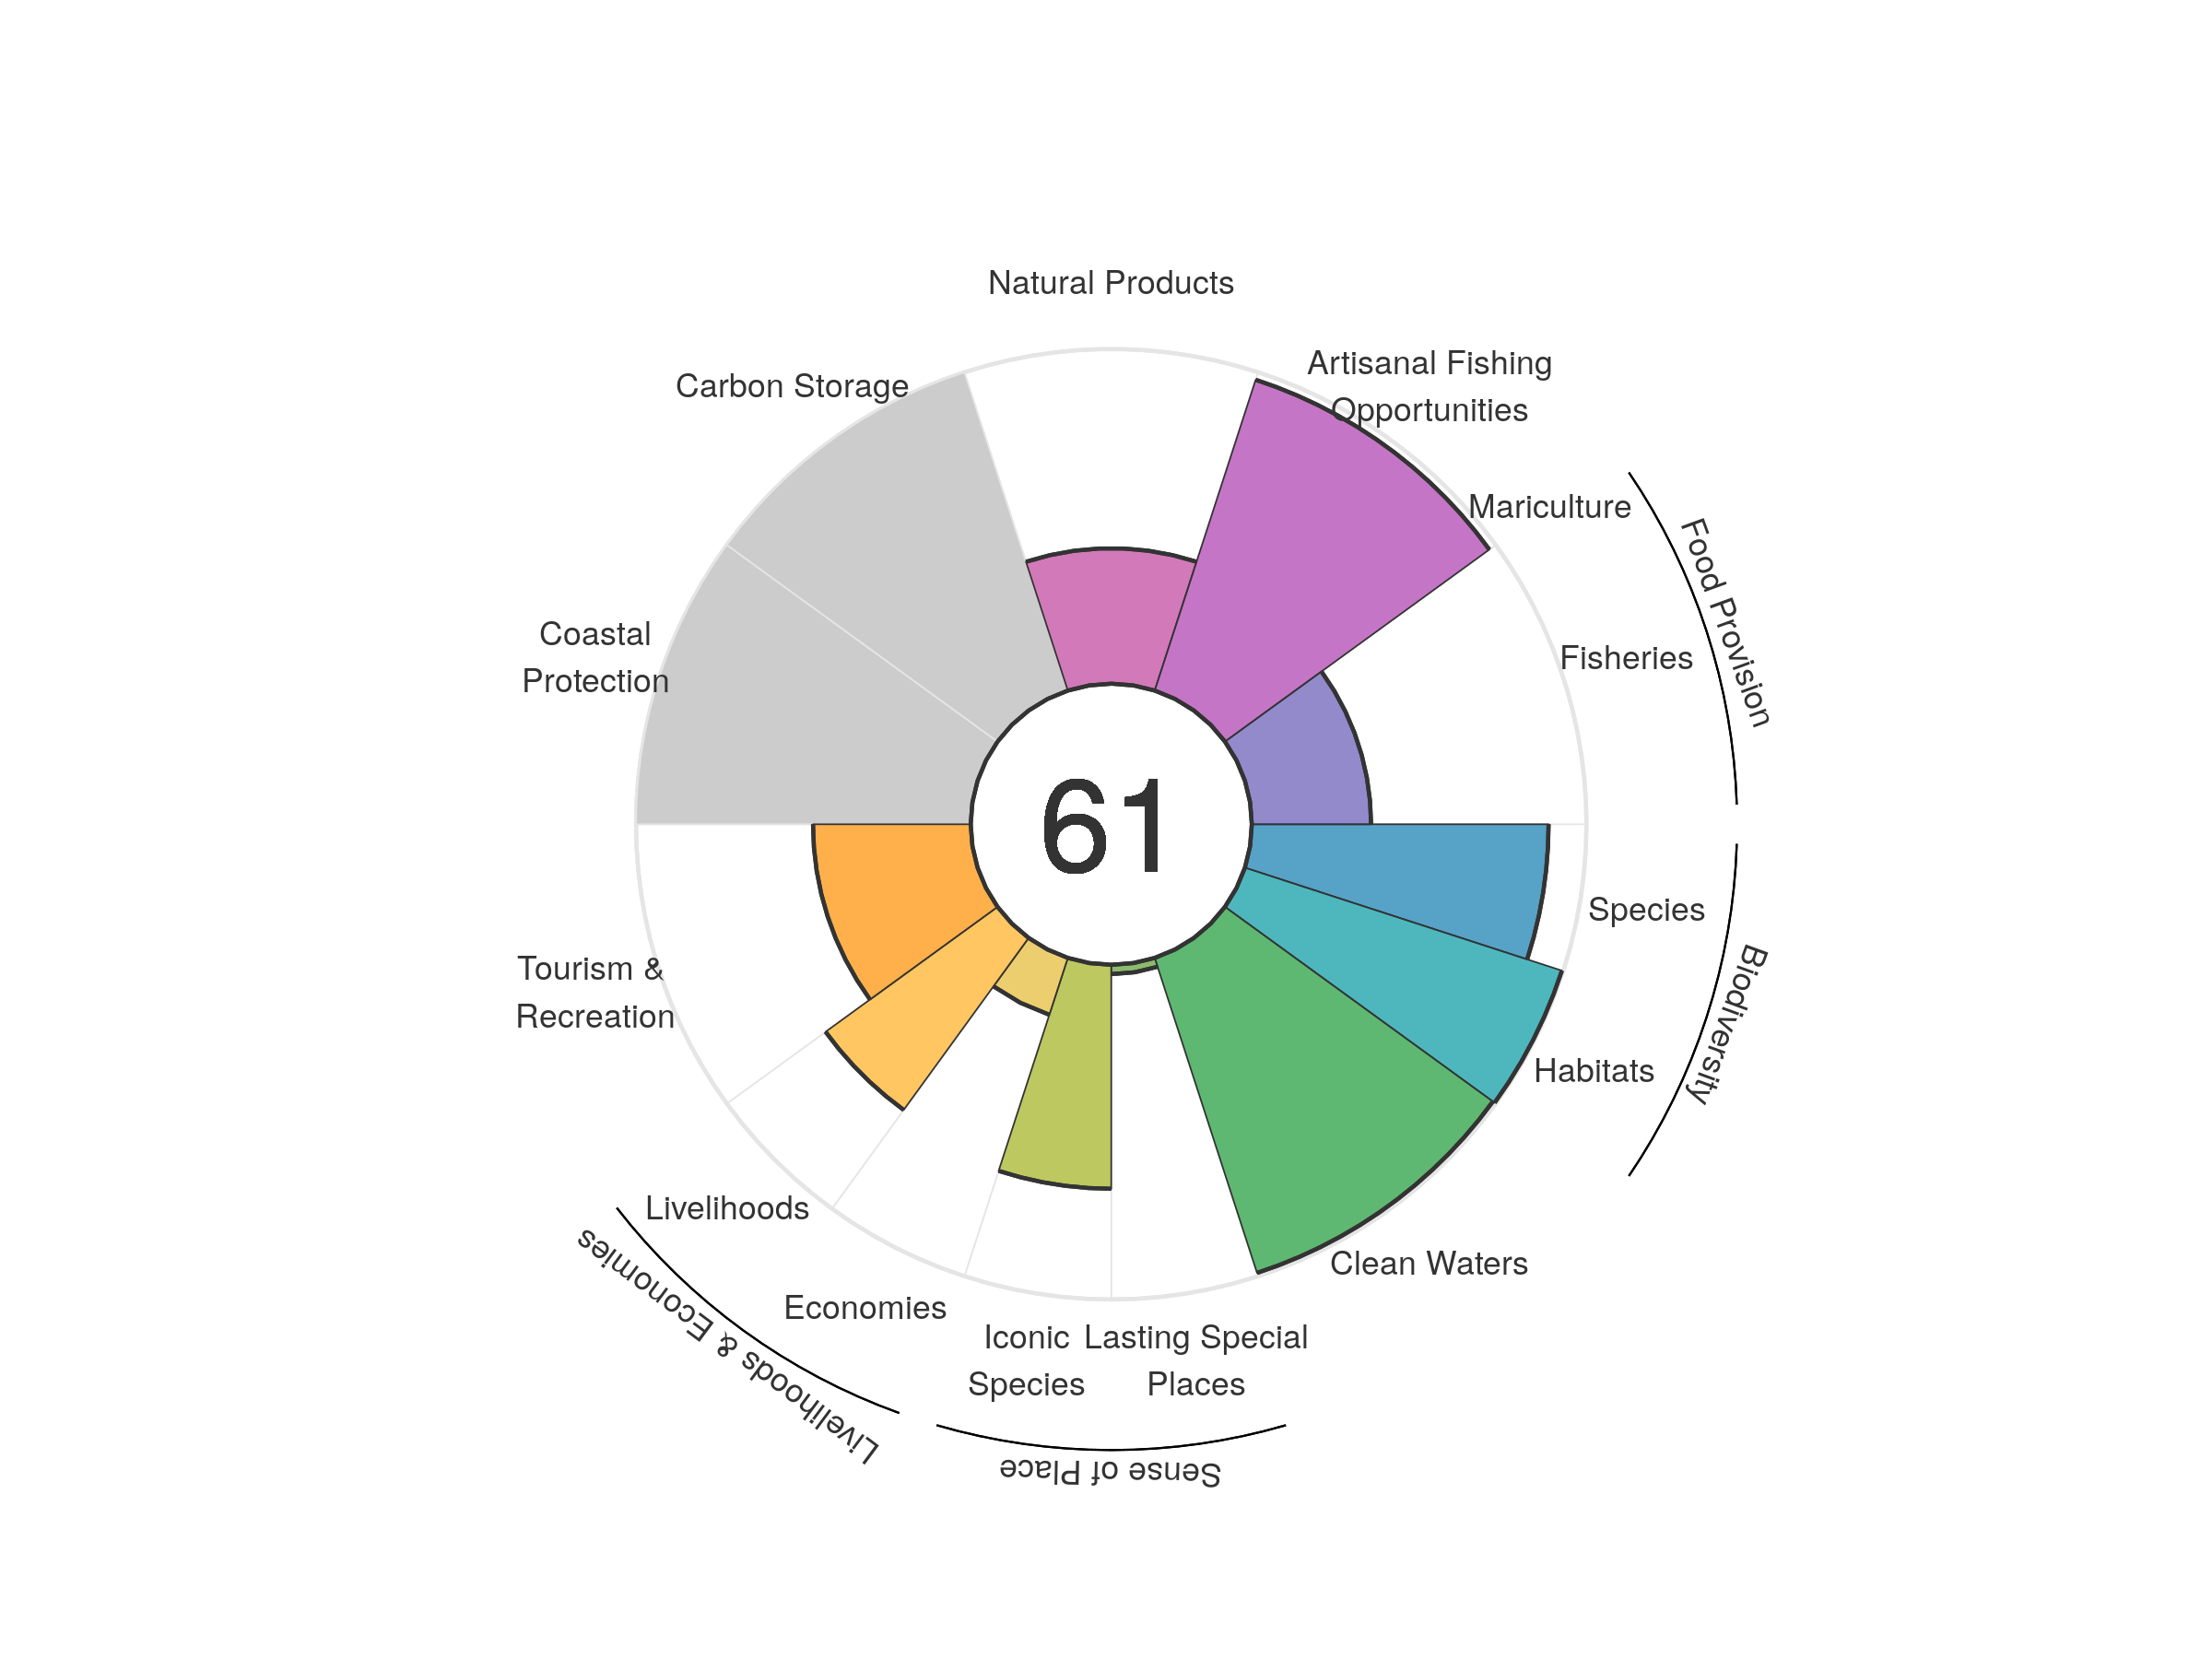 Natural Products
Artisanal Fishing
Opportunities
Carbon Storage
Mariculture
Food Provision
Fisheries
Coastal
Protection
61
Species
Biodiversity
Habitats
Tourism &
Recreation
Livelihoods
Clean Waters
Economies
Livelihoods & Economies
Iconic
Species
Lasting Special
Places
Sense of Place